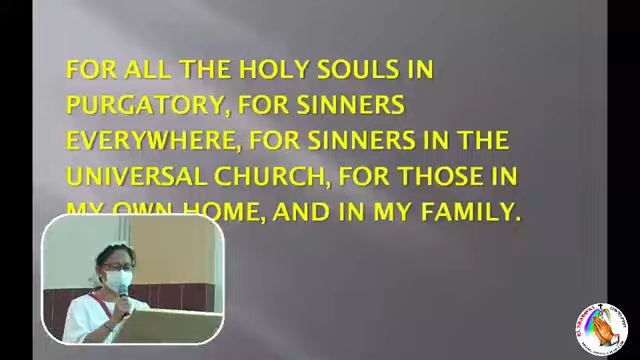 FOR ALL THE HOLY SOULS IN
PURGATORY, FOR SINNERS
EVERYWHERE, FOR SINNERS IN THE
UNIVERSAL CHURCH, FOR THOSE IN
MY OWN HOME, AND IN MY FAMILY.